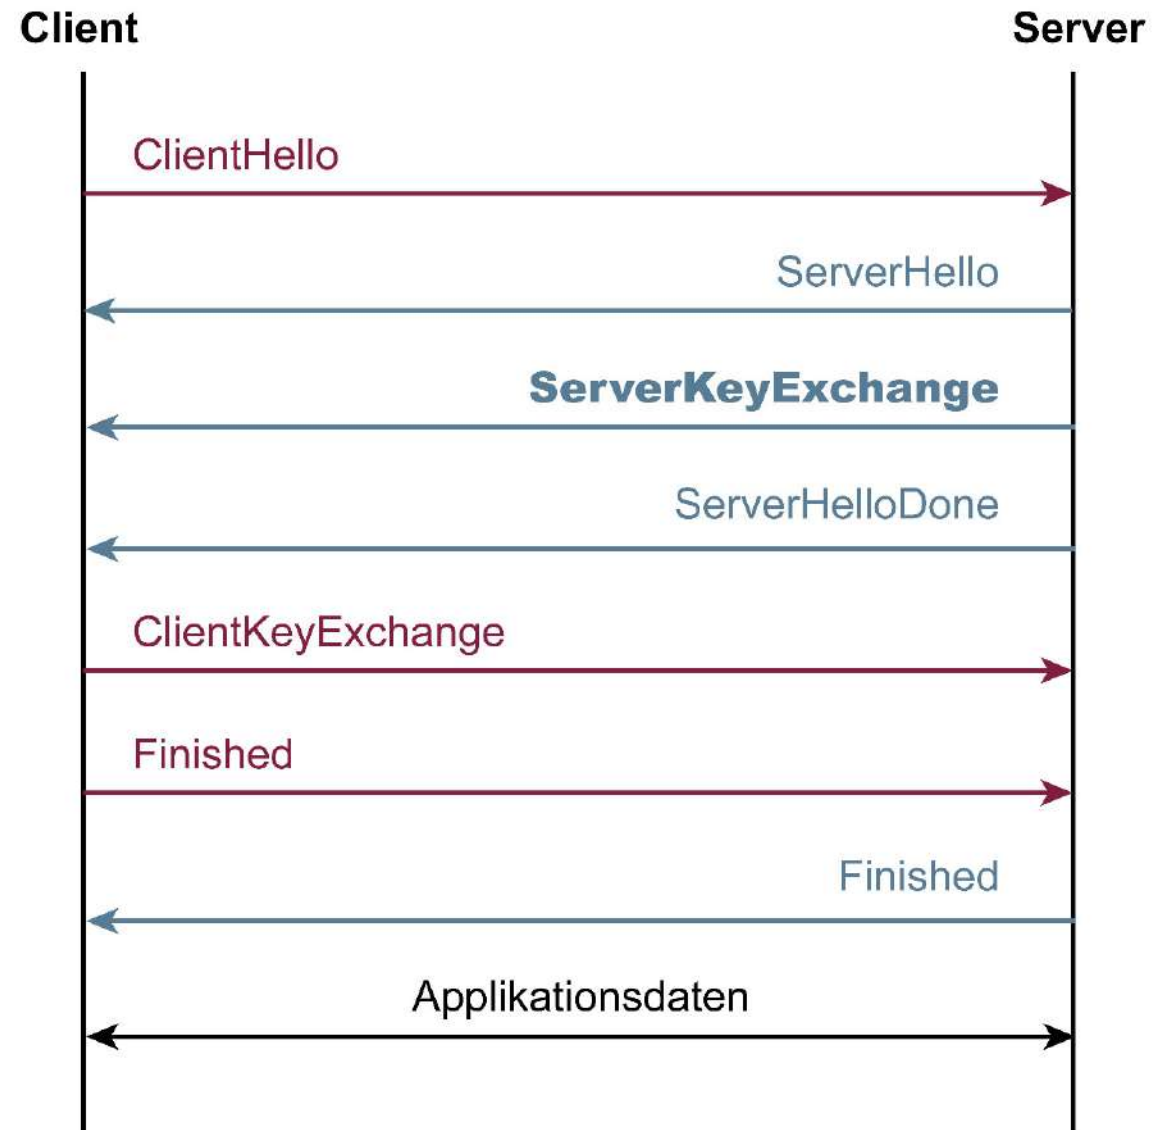 Client
Server
ClientHello
ServerHello
ServerKeyExchange
ServerHelloDone
ClientKeyExchange
Finished
Finished
Applikationsdaten